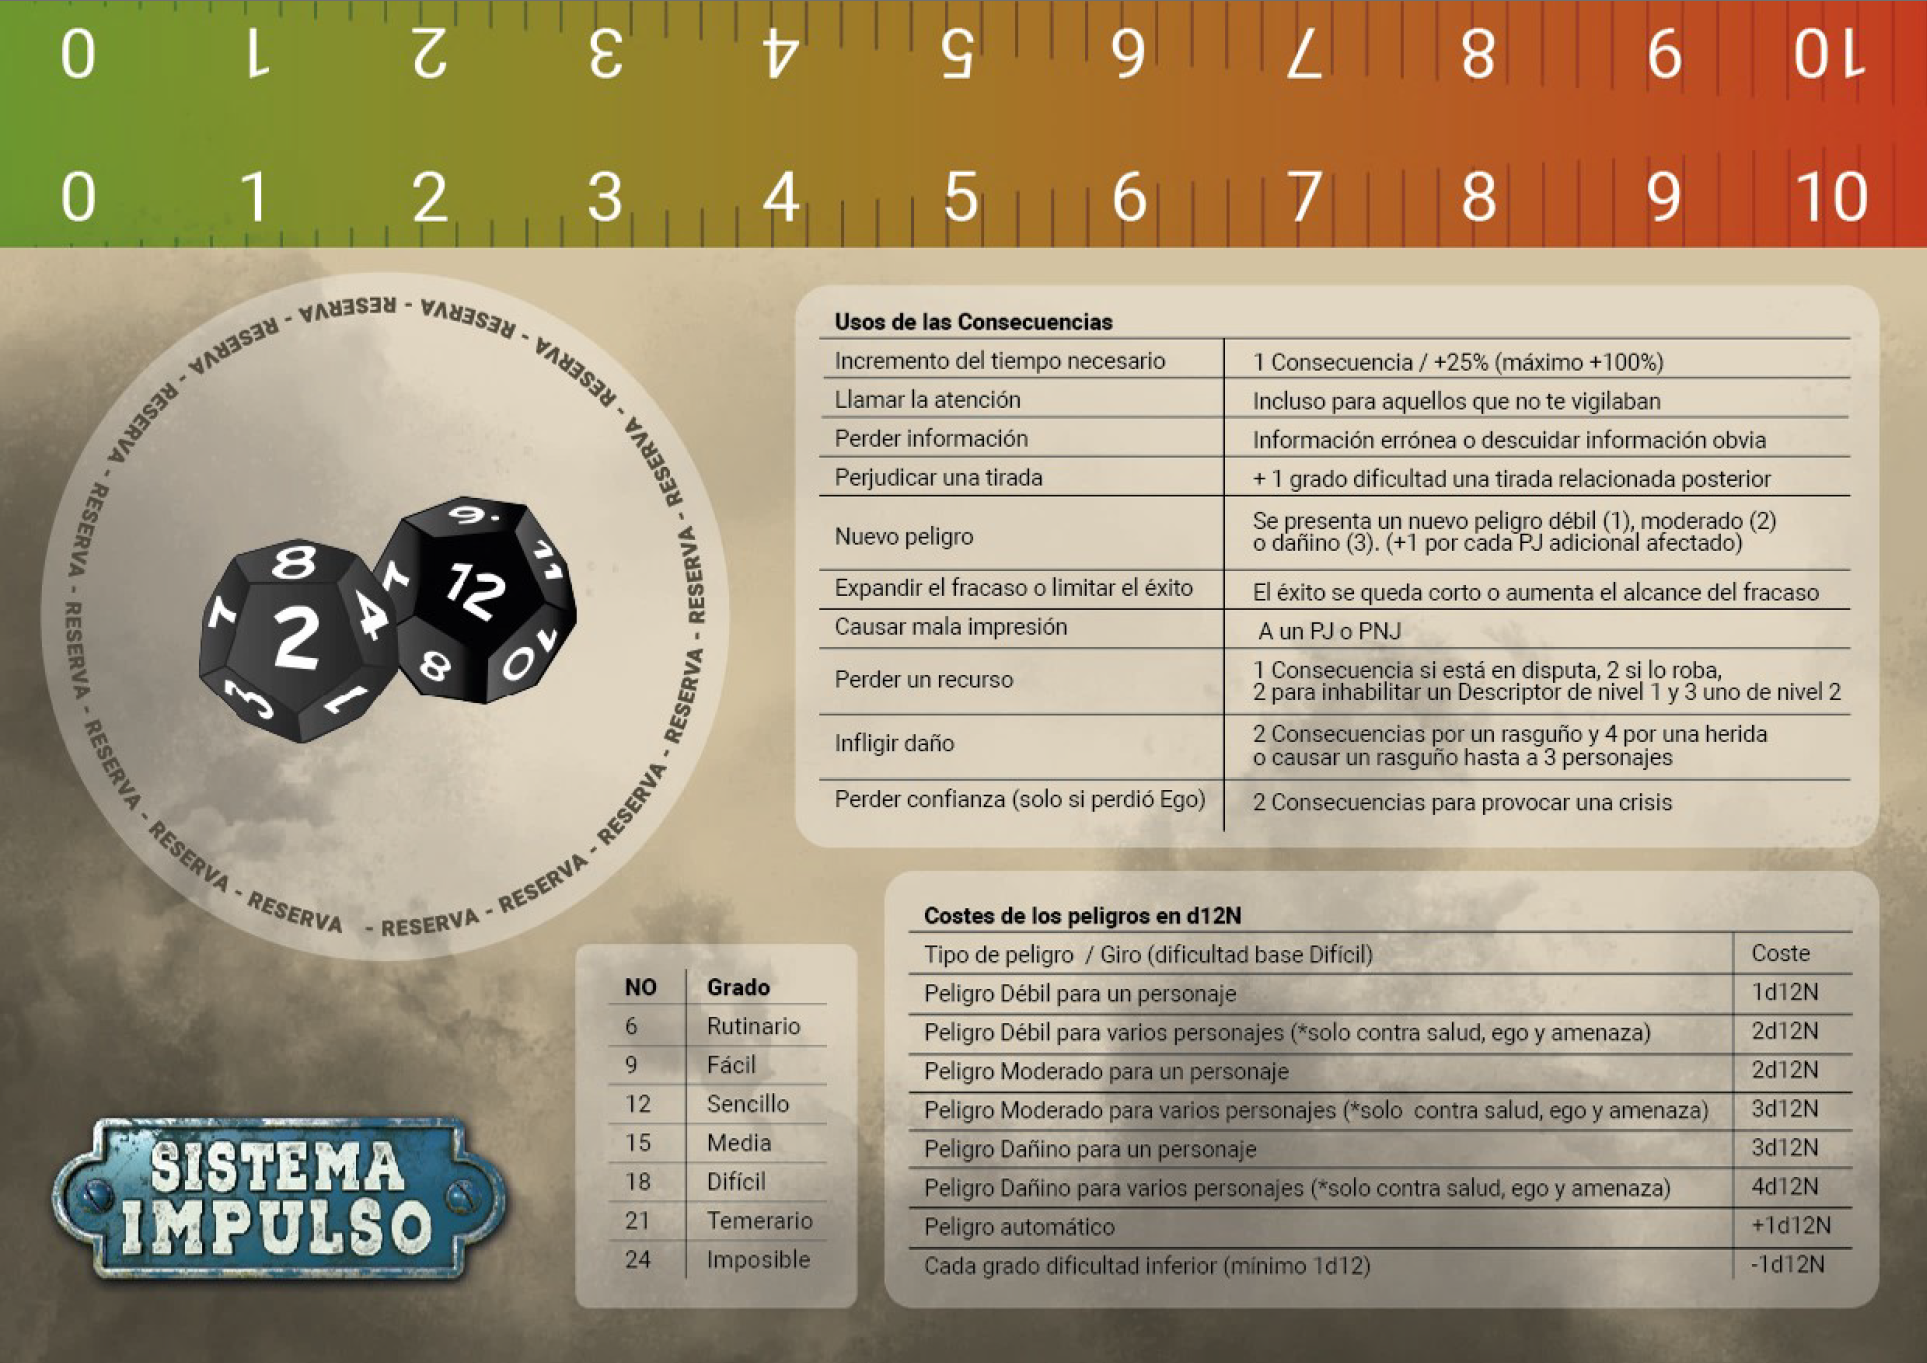 0 1 2 3 4 5 6 7 8 9 10
0 1 2 3 4 5 6 7 8 9 10
RESERVA - RESERVA - RESERVA - RESERVA - RESERVA - RESERVA - RESERVA - RESERVA - RESERVA - RESERVA - RESERVA - RESERVA - RESERVA - RESERVA - RESERVA - RESERVA - RESERVA
8
7 2 4
3 1
9.
7 12 11
8 10
Usos de las Consecuencias
Incremento del tiempo necesario 1 Consecuencia / +25% (máximo +100%)
Llamar la atención Incluso para aquellos que no te vigilaban
Perder información Información errónea o descuidar información obvia
Perjudicar una tirada + 1 grado dificultad una tirada relacionada posterior
Nuevo peligro Se presenta un nuevo peligro débil (1), moderado (2)
o dañino (3). (+1 por cada PJ adicional afectado)
Expandir el fracaso o limitar el éxito El éxito se queda corto o aumenta el alcance del fracaso
Causar mala impresión A un PJ o PNJ
Perder un recurso 1 Consecuencia si está en disputa, 2 si lo roba,
2 para inhabilitar un Descriptor de nivel 1 y 3 uno de nivel 2
Infligir daño 2 Consecuencias por un rasguño y 4 por una herida
o causar un rasguño hasta a 3 personajes
Perder confianza (solo si perdió Ego) 2 Consecuencias para provocar una crisis
Costes de los peligros en d12N
Tipo de peligro / Giro (dificultad base Difícil) Coste
Peligro Débil para un personaje 1d12N
Peligro Débil para varios personajes (*solo contra salud, ego y amenaza) 2d12N
Peligro Moderado para un personaje 2d12N
Peligro Moderado para varios personajes (*solo contra salud, ego y amenaza) 3d12N
Peligro Dañino para un personaje 3d12N
Peligro Dañino para varios personajes (*solo contra salud, ego y amenaza) 4d12N
Peligro automático +1d12N
Cada grado dificultad inferior (mínimo 1d12) -1d12N
NO Grado
6 Rutinario
9 Fácil
12 Sencillo
15 Media
18 Difícil
21 Temerario
24 Imposible
SISTEMA
IMPULSO